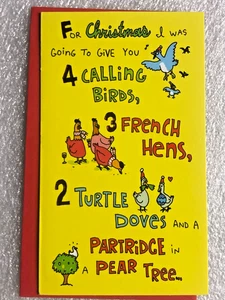 For Christmas I was
going to give you
4 Calling
Birds,
3 French
Hens,
2 Turtle
Doves and a
Partridge in
a Pear Tree...